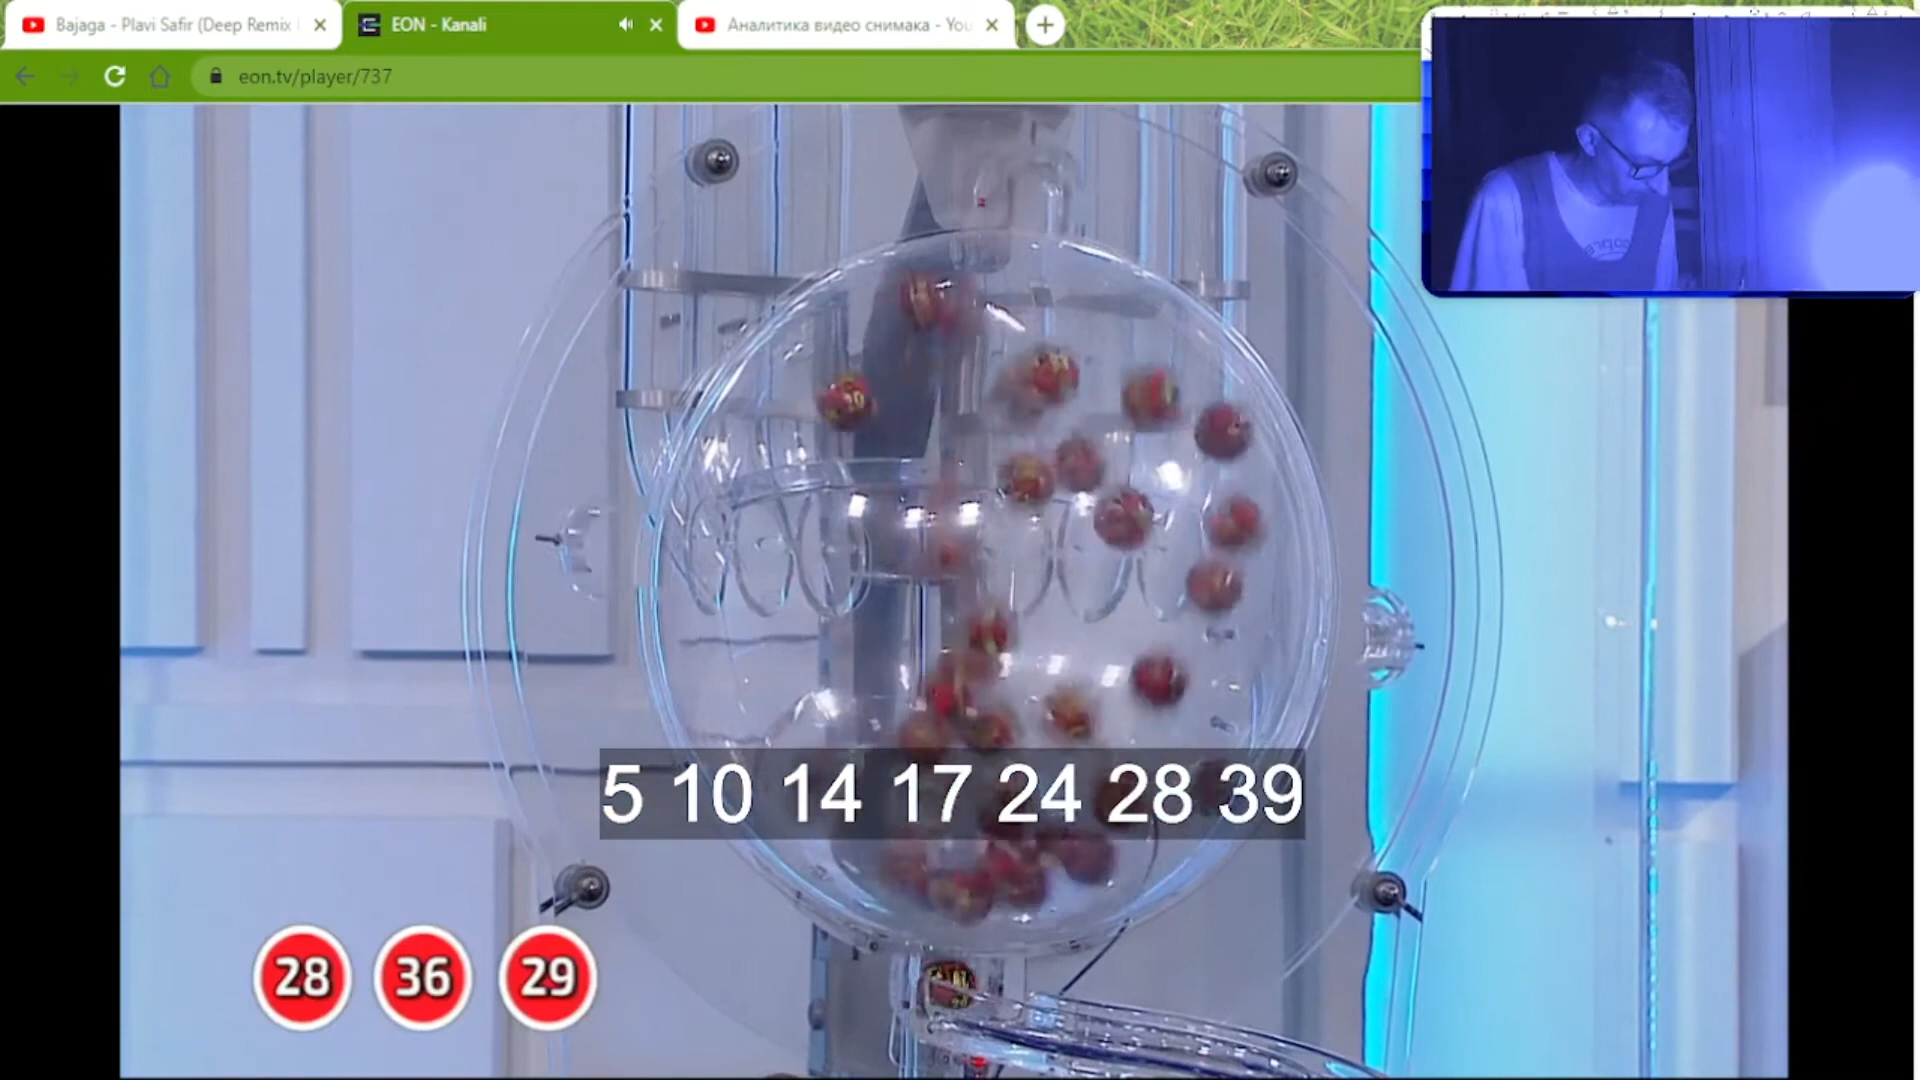 Bajaga - Plavi Safir (Deep Remix
EON - Kanali
Аналитика видео снимака - You
eon.tv/player/737
5 10 14 17 24 28 39
28 36 29